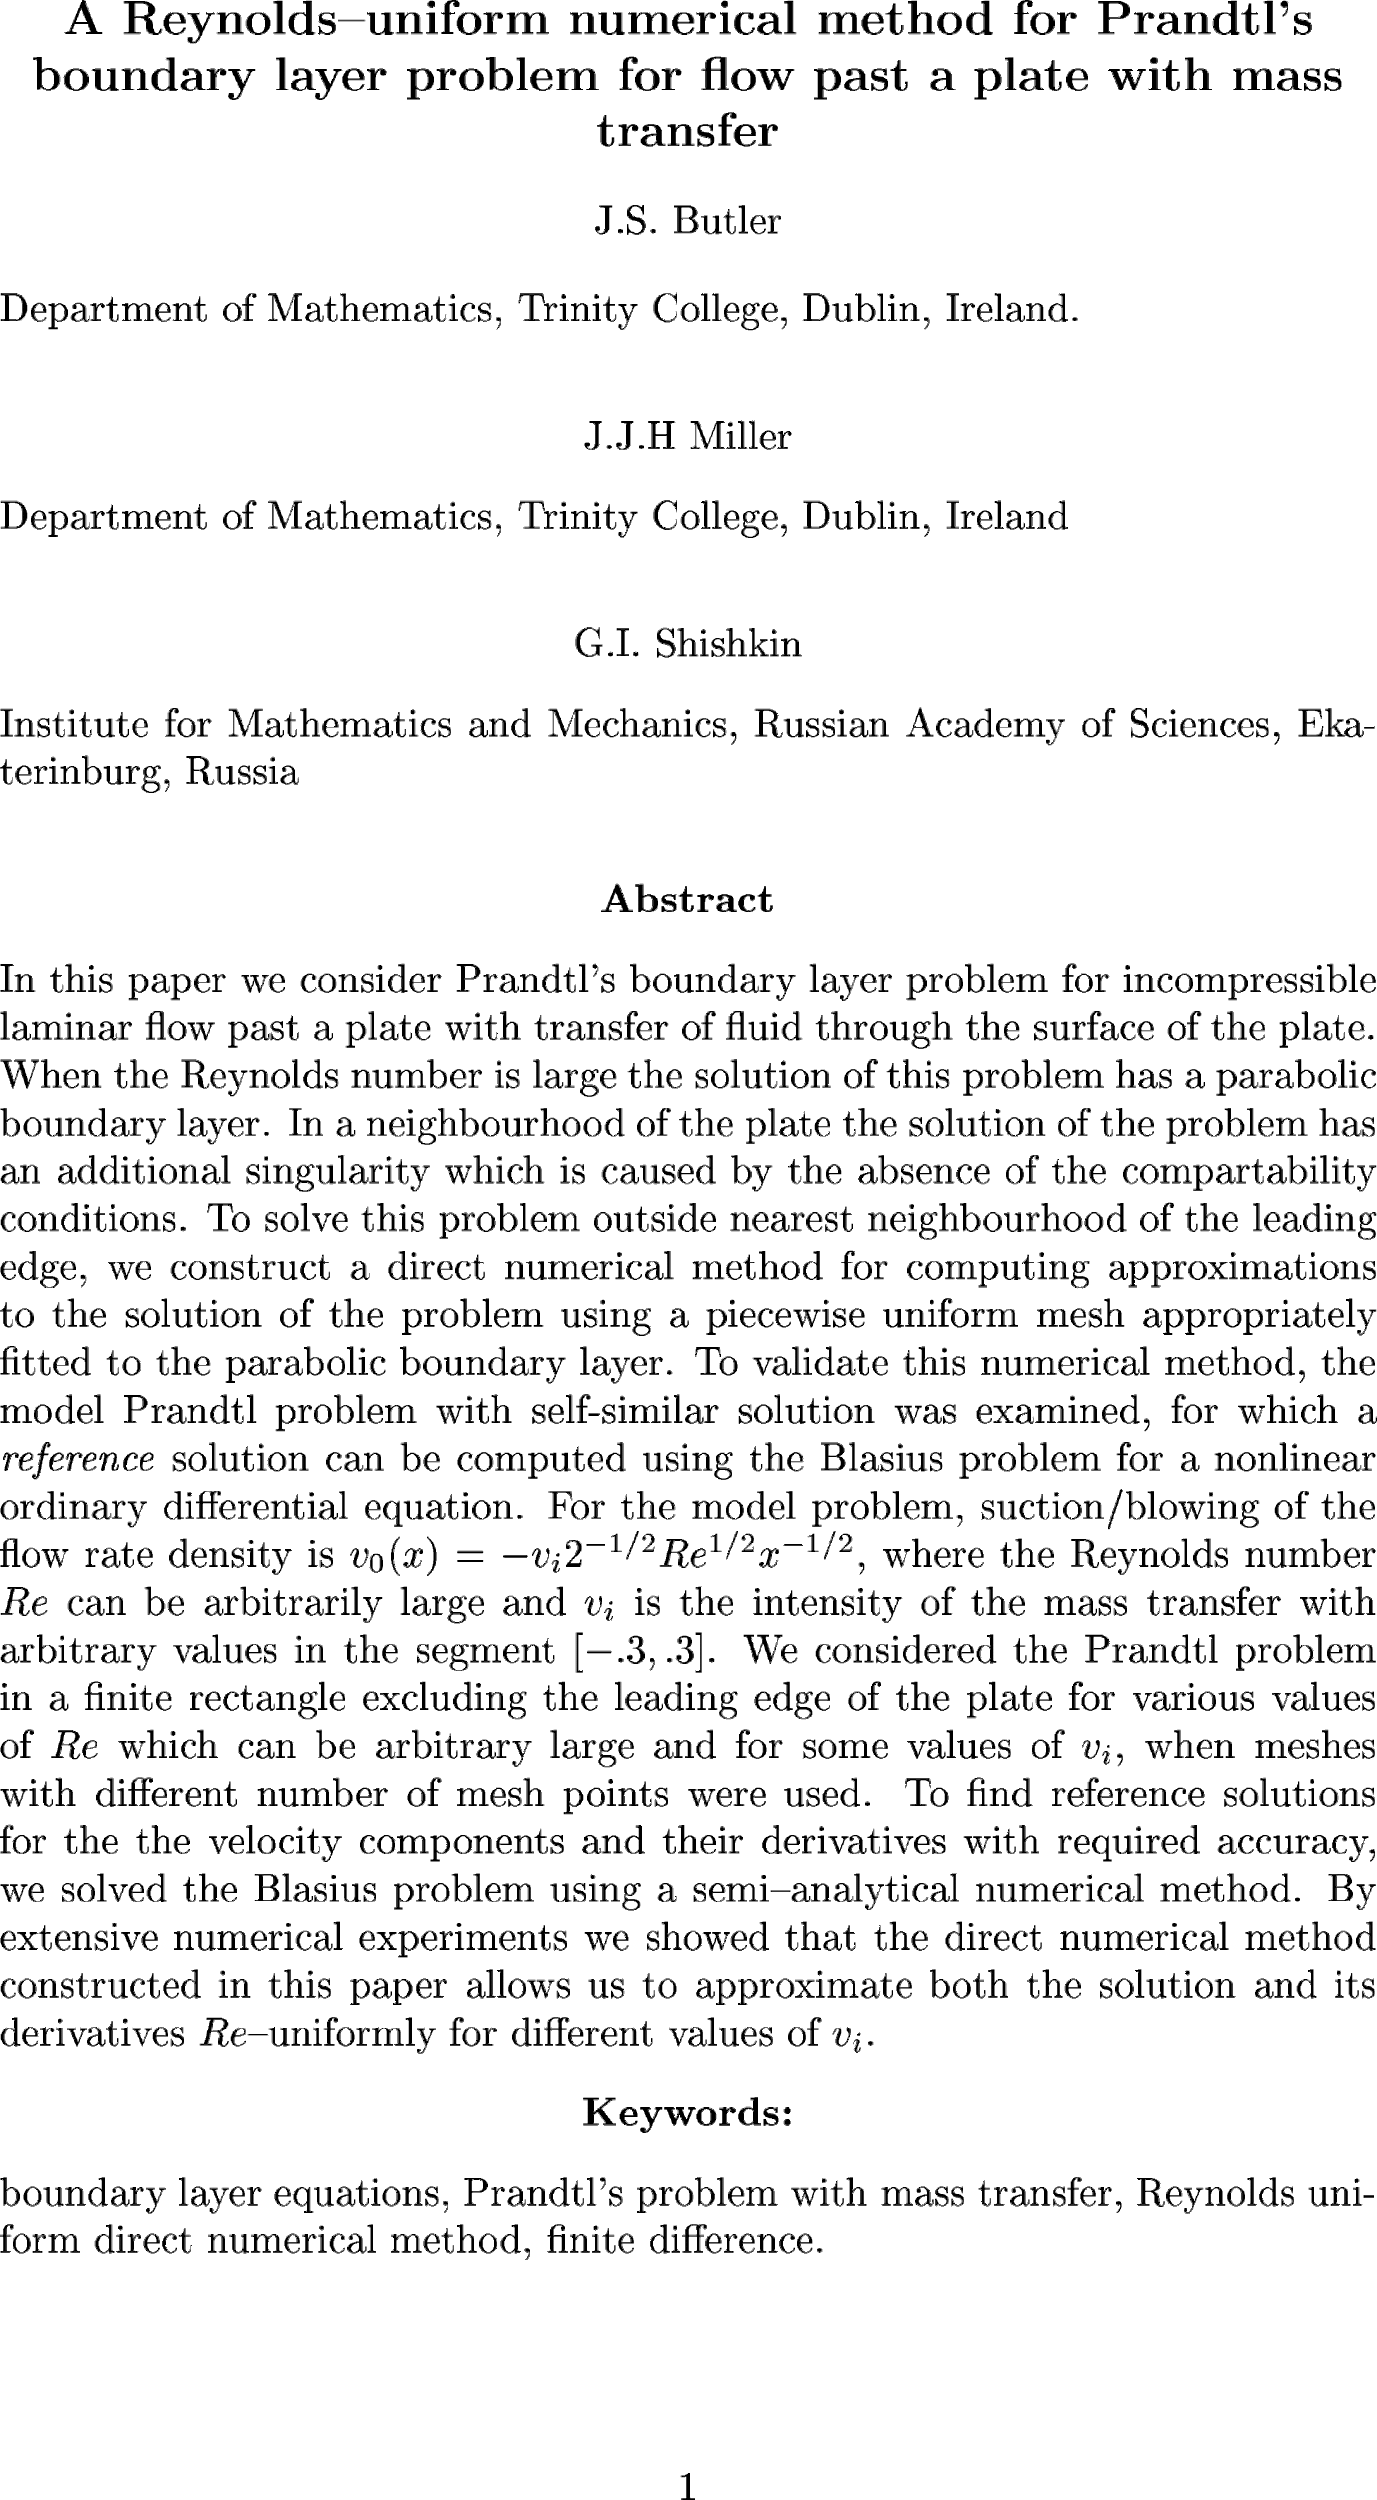 A Reynolds–uniform numerical method for Prandtl's
boundary layer problem for flow past a plate with mass
transfer
J.S. Butler
Department of Mathematics, Trinity College, Dublin, Ireland.
J.J.H Miller
Department of Mathematics, Trinity College, Dublin, Ireland
G.I. Shishkin
Institute for Mathematics and Mechanics, Russian Academy of Sciences, Eka-
terinburg, Russia
Abstract
In this paper we consider Prandtl's boundary layer problem for incompressible
laminar flow past a plate with transfer of fluid through the surface of the plate.
When the Reynolds number is large the solution of this problem has a parabolic
boundary layer. In a neighbourhood of the plate the solution of the problem has
an additional singularity which is caused by the absence of the compartability
conditions. To solve this problem outside nearest neighbourhood of the leading
edge, we construct a direct numerical method for computing approximations
to the solution of the problem using a piecewise uniform mesh appropriately
fitted to the parabolic boundary layer. To validate this numerical method, the
model Prandtl problem with self-similar solution was examined, for which a
reference solution can be computed using the Blasius problem for a nonlinear
ordinary differential equation. For the model problem, suction/blowing of the
flow rate density is $v_0(x) = -v_i 2^{-1/2} Re^{1/2} x^{-1/2}$, where the Reynolds number
$Re$ can be arbitrarily large and $v_i$ is the intensity of the mass transfer with
arbitrary values in the segment $[-.3, .3]$. We considered the Prandtl problem
in a finite rectangle excluding the leading edge of the plate for various values
of $Re$ which can be arbitrary large and for some values of $v_i$, when meshes
with different number of mesh points were used. To find reference solutions
for the the velocity components and their derivatives with required accuracy,
we solved the Blasius problem using a semi–analytical numerical method. By
extensive numerical experiments we showed that the direct numerical method
constructed in this paper allows us to approximate both the solution and its
derivatives $Re$–uniformly for different values of $v_i$.
Keywords:
boundary layer equations, Prandtl's problem with mass transfer, Reynolds uni-
form direct numerical method, finite difference.
1